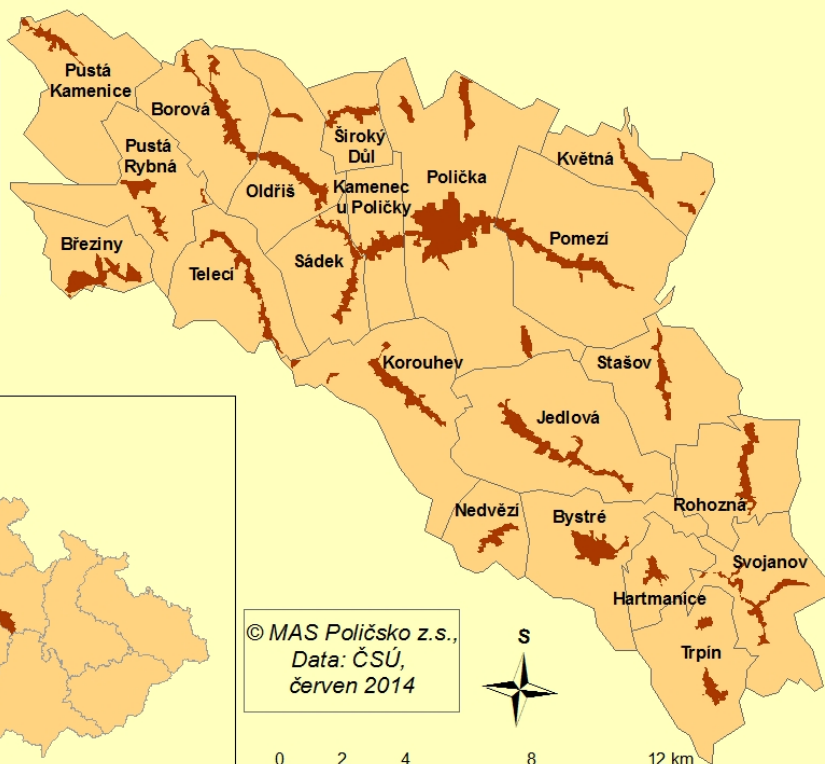 Pustá
Kamenice
Borová
Pustá
Rybná
Široký
Důl
Květná
Oldřiš
Kamenec
u Poličky
Polička
Březiny
Telecí
Sádek
Pomezí
Korouhev
Stašov
Jedlová
Nedvězí
Bystré
Rohozná
Svojanov
Hartmanice
Trpín
© MAS Poličsko z.s.,
Data: ČSÚ,
červen 2014
S
0 2 4 8 12 km